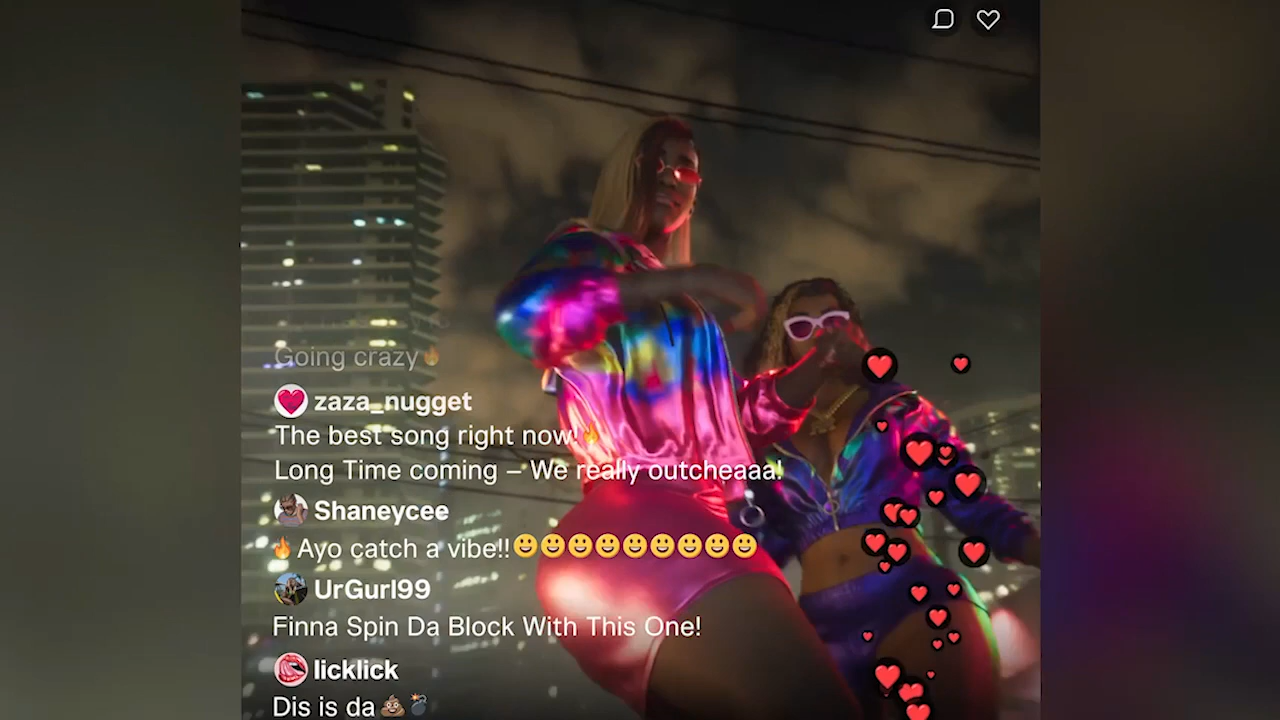 Going crazy🔥
zaza_nugget
The best song right now!🔥
Long Time coming – We really outcheaaa!
Shaneycee
🔥Ayo catch a vibe!!😀😀😀😀😀😀😀😀😀
UrGurl99
Finna Spin Da Block With This One!
licklick
Dis is da💩💣